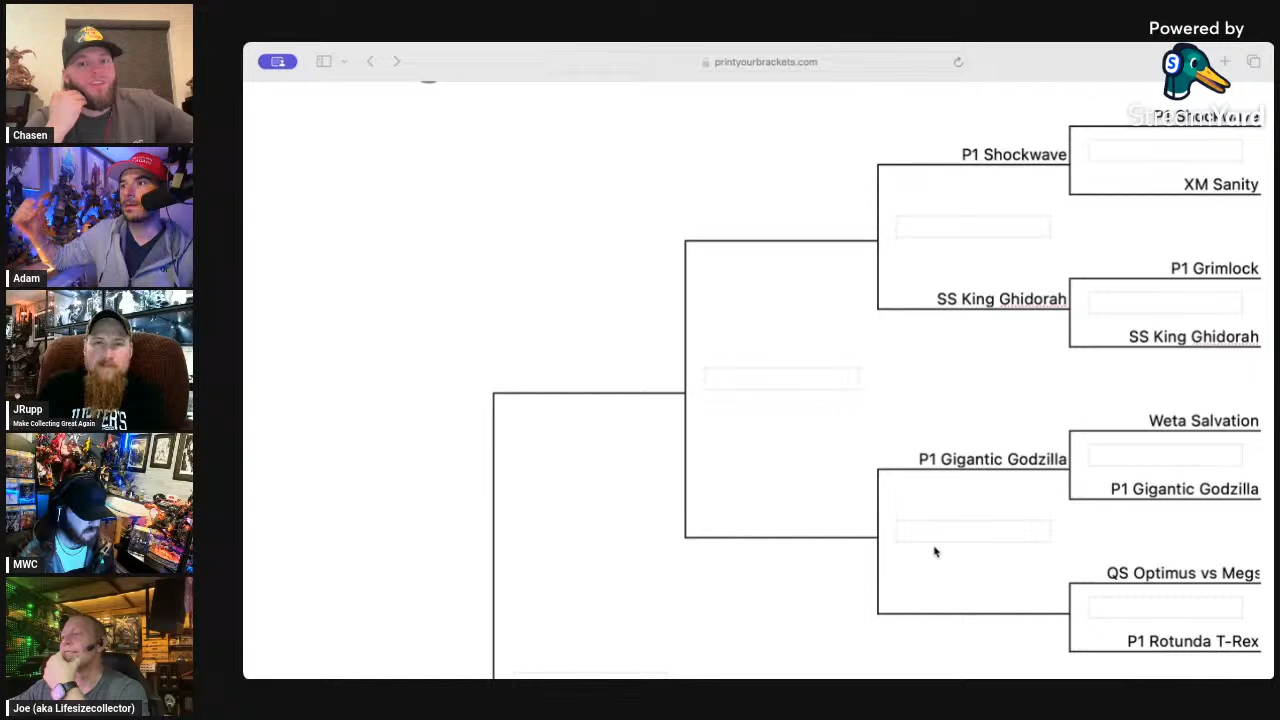 Powered by
StreamYard
printyourbrackets.com
P1 Shockwave
P1 Shockwave
XM Sanity
P1 Grimlock
SS King Ghidorah
SS King Ghidorah
Weta Salvation
P1 Gigantic Godzilla
P1 Gigantic Godzilla
QS Optimus vs Megs
P1 Rotunda T-Rex
Chasen
Adam
JRupp
Make Collecting Great Again
MWC
Joe (aka Lifesizecollector)